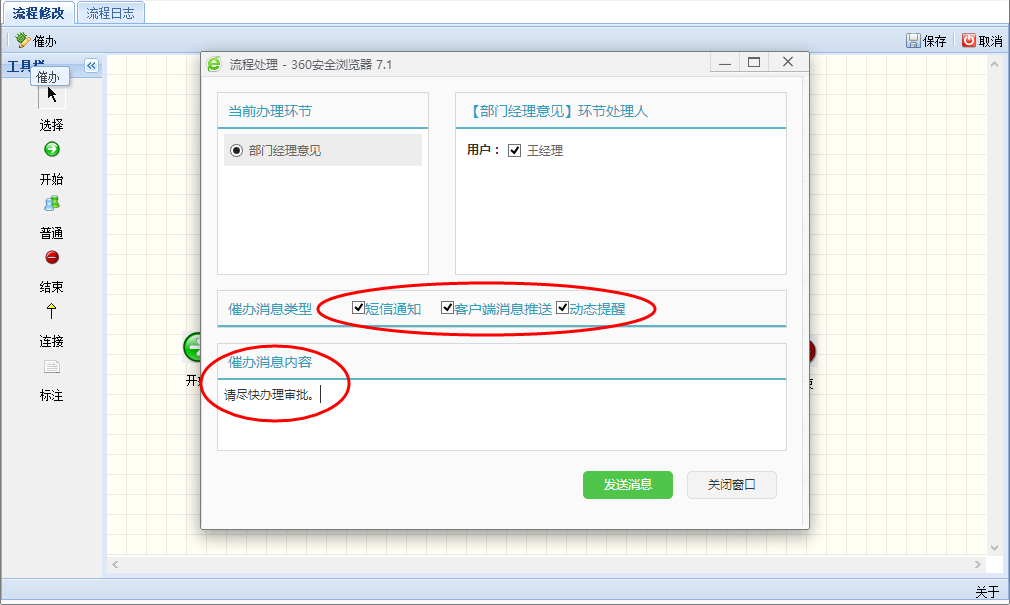 流程修改 流程日志
催办 保存 取消
工具栏
催办
选择
开始
普通
结束
连接
标注
流程处理 - 360安全浏览器 7.1
当前办理环节
部门经理意见
【部门经理意见】环节处理人
用户： 王经理
催办消息类型 短信通知 客户端消息推送 动态提醒
催办消息内容
请尽快办理审批。
发送消息 关闭窗口
关于